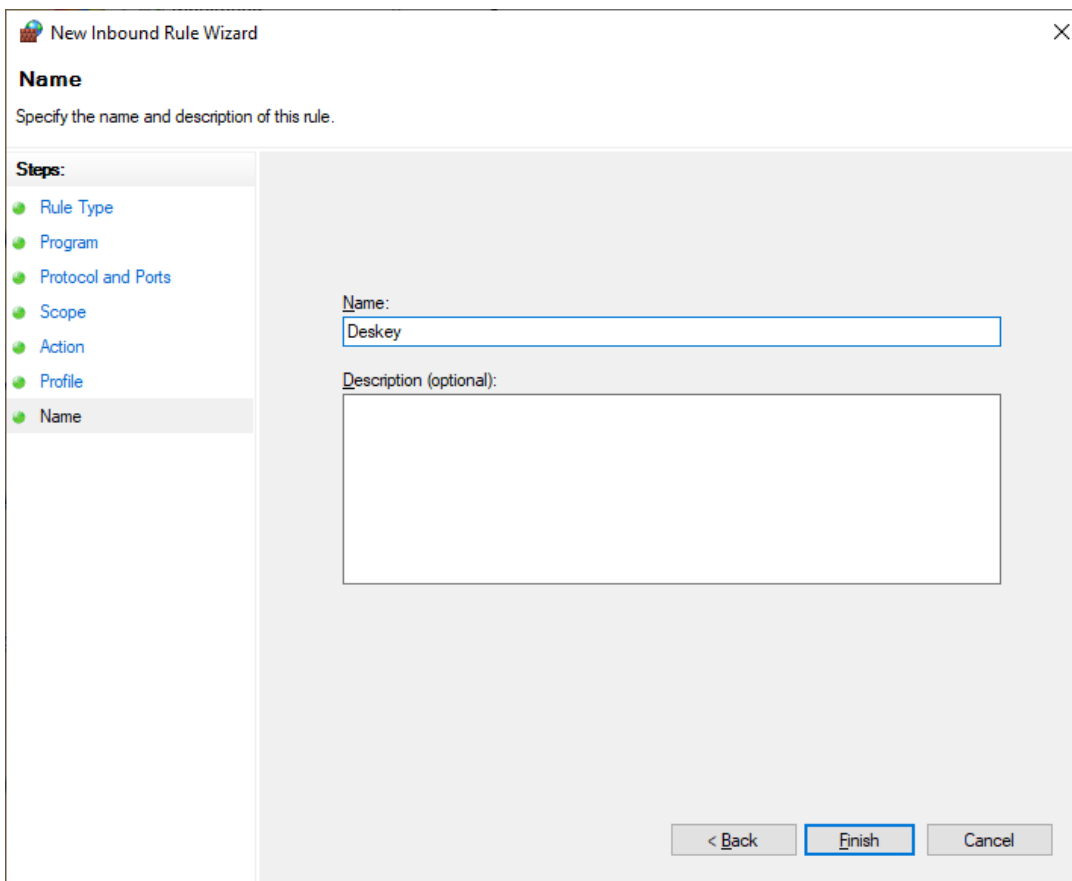 New Inbound Rule Wizard
Name
Specify the name and description of this rule.
Steps:
Rule Type
Program
Protocol and Ports
Scope
Action
Profile
Name
Name:
Deskey
Description (optional):
< Back
Finish
Cancel